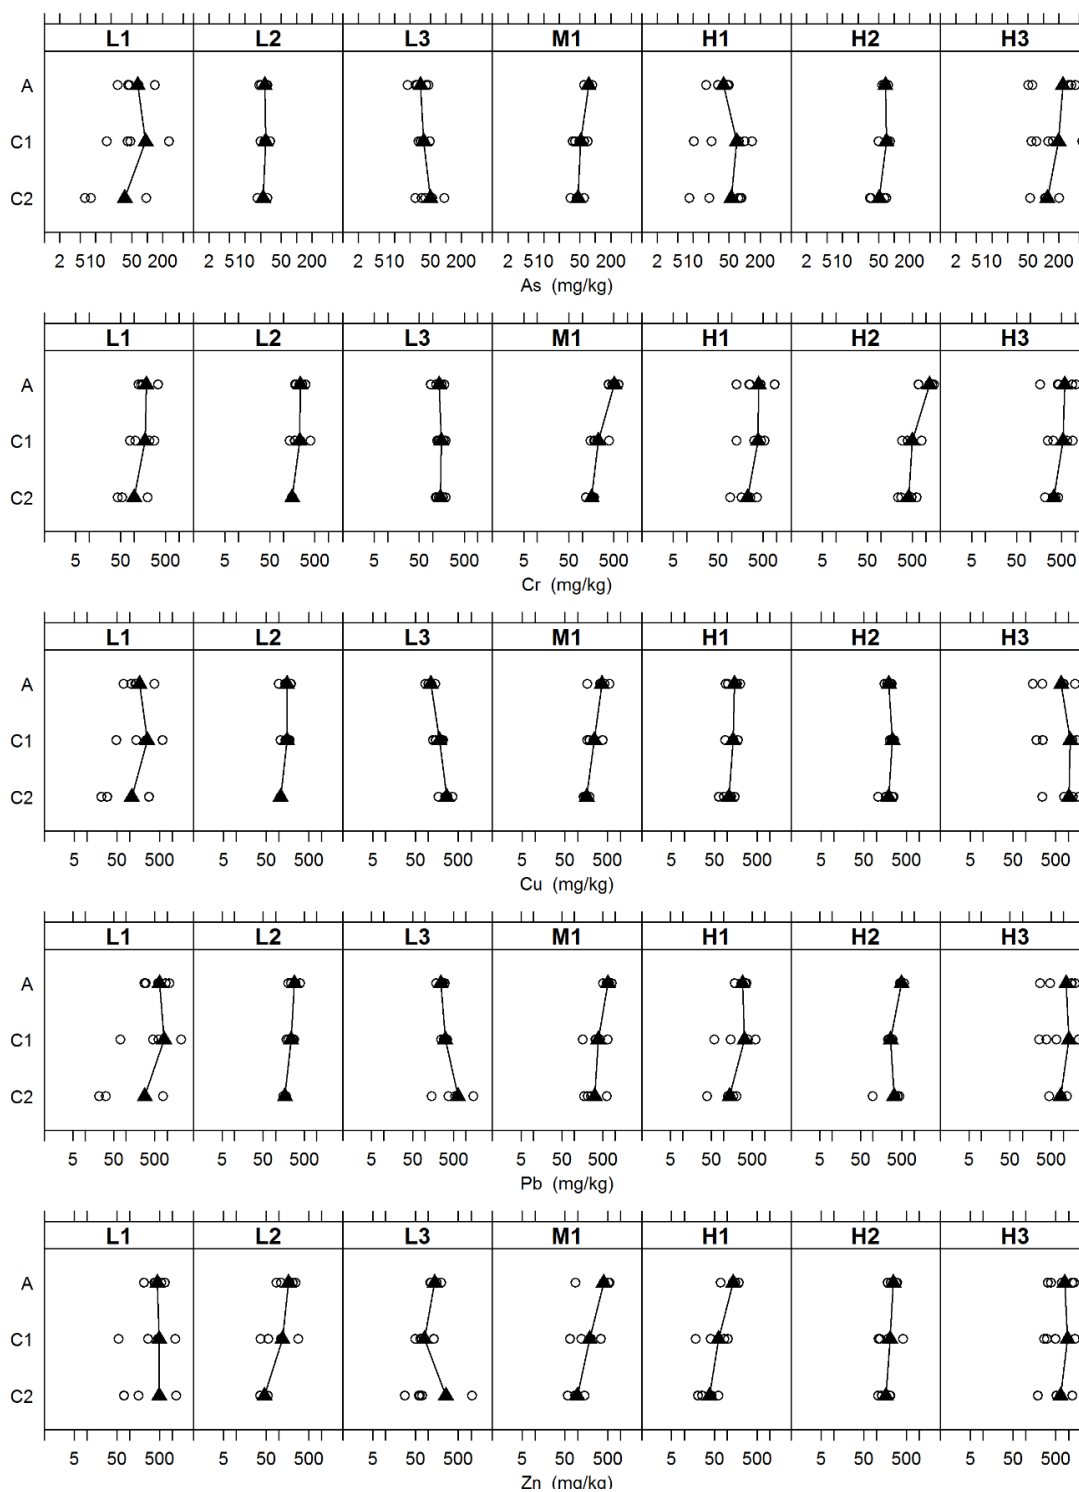 L1 L2 L3 M1 H1 H2 H3
A
C1
C2
2 510 50 200 2 510 50 200 2 510 50 200 2 510 50 200 2 510 50 200 2 510 50 200 2 510 50 200
As (mg/kg)
L1 L2 L3 M1 H1 H2 H3
A
C1
C2
5 50 500 5 50 500 5 50 500 5 50 500 5 50 500 5 50 500 5 50 500
Cr (mg/kg)
L1 L2 L3 M1 H1 H2 H3
A
C1
C2
5 50 500 5 50 500 5 50 500 5 50 500 5 50 500 5 50 500 5 50 500
Cu (mg/kg)
L1 L2 L3 M1 H1 H2 H3
A
C1
C2
5 50 500 5 50 500 5 50 500 5 50 500 5 50 500 5 50 500 5 50 500
Pb (mg/kg)
L1 L2 L3 M1 H1 H2 H3
A
C1
C2
5 50 500 5 50 500 5 50 500 5 50 500 5 50 500 5 50 500 5 50 500
Zn (mg/kg)